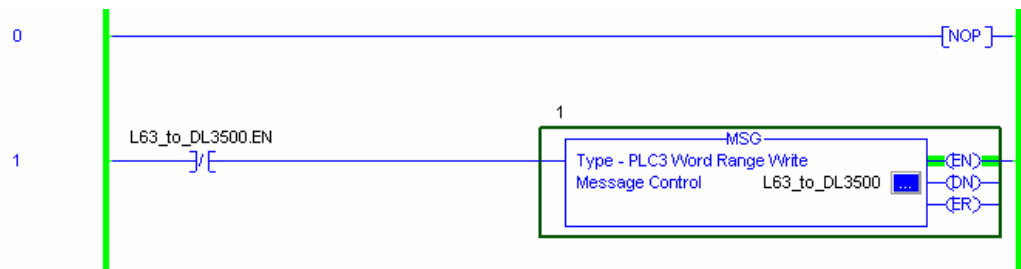 0
NOP
1
L63_to_DL3500.EN
1
MSG
Type - PLC3 Word Range Write
EN
Message Control L63_to_DL3500 ...
DN
ER